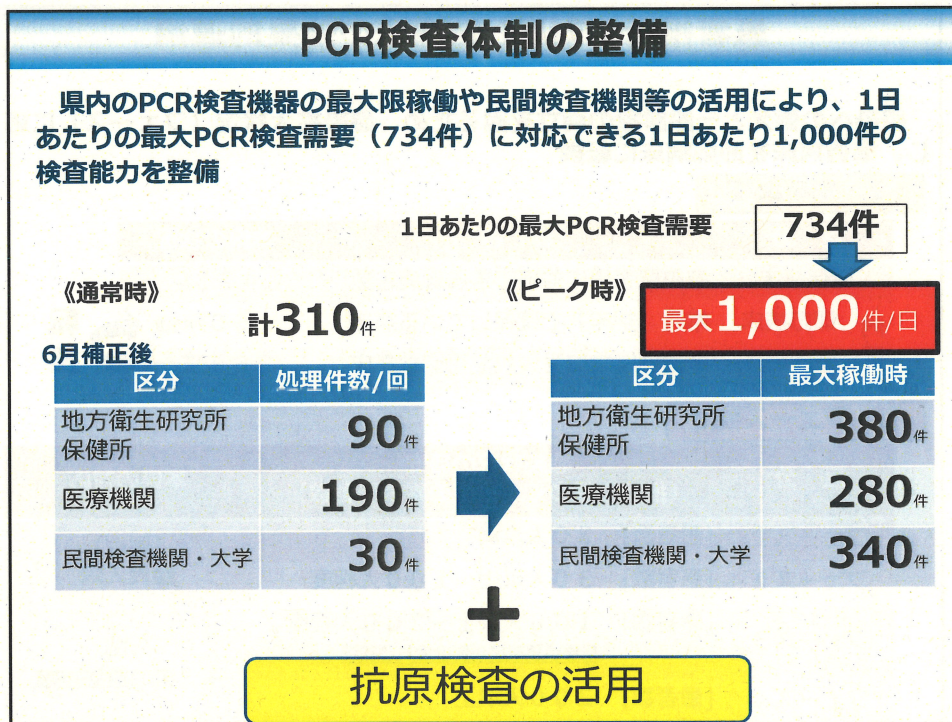 PCR検査体制の整備
県内のPCR検査機器の最大限稼働や民間検査機関等の活用により、1日
あたりの最大PCR検査需要（734件）に対応できる1日あたり1,000件の
検査能力を整備
1日あたりの最大PCR検査需要 734件
《通常時》
計310件
6月補正後
区分 処理件数/回
地方衛生研究所
保健所
90件
医療機関 190件
民間検査機関・大学 30件
《ピーク時》
最大1,000件/日
区分 最大稼働時
地方衛生研究所
保健所
380件
医療機関 280件
民間検査機関・大学 340件
+
抗原検査の活用